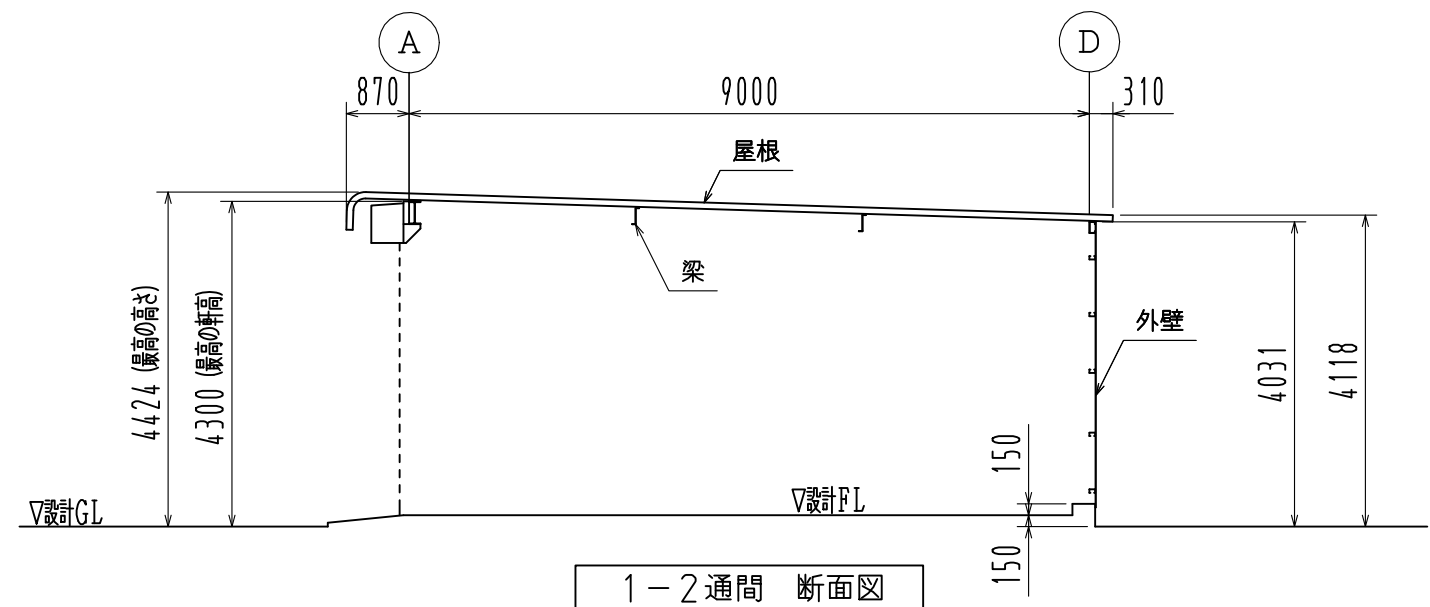 A
D
870
9000
310
屋根
梁
外壁
4424 (最高の高さ)
4300 (最高の軒高)
4031
4118
150
▽設計GL
▽設計FL
150
1-2通間 断面図